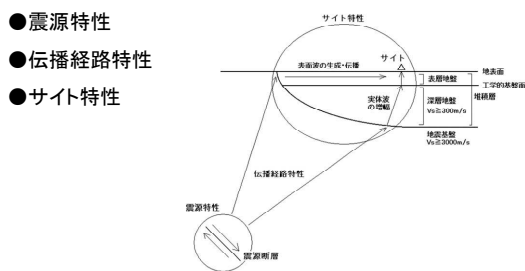 ●震源特性
●伝播経路特性
●サイト特性
サイト特性
表面波の生成・伝播
サイト
地表面
表層地盤
工学的基盤面
実体波
の増幅
深層地盤
Vs≧300m/s
堆積層
地震基盤
Vs≧3000m/s
伝播経路特性
震源特性
震源断層